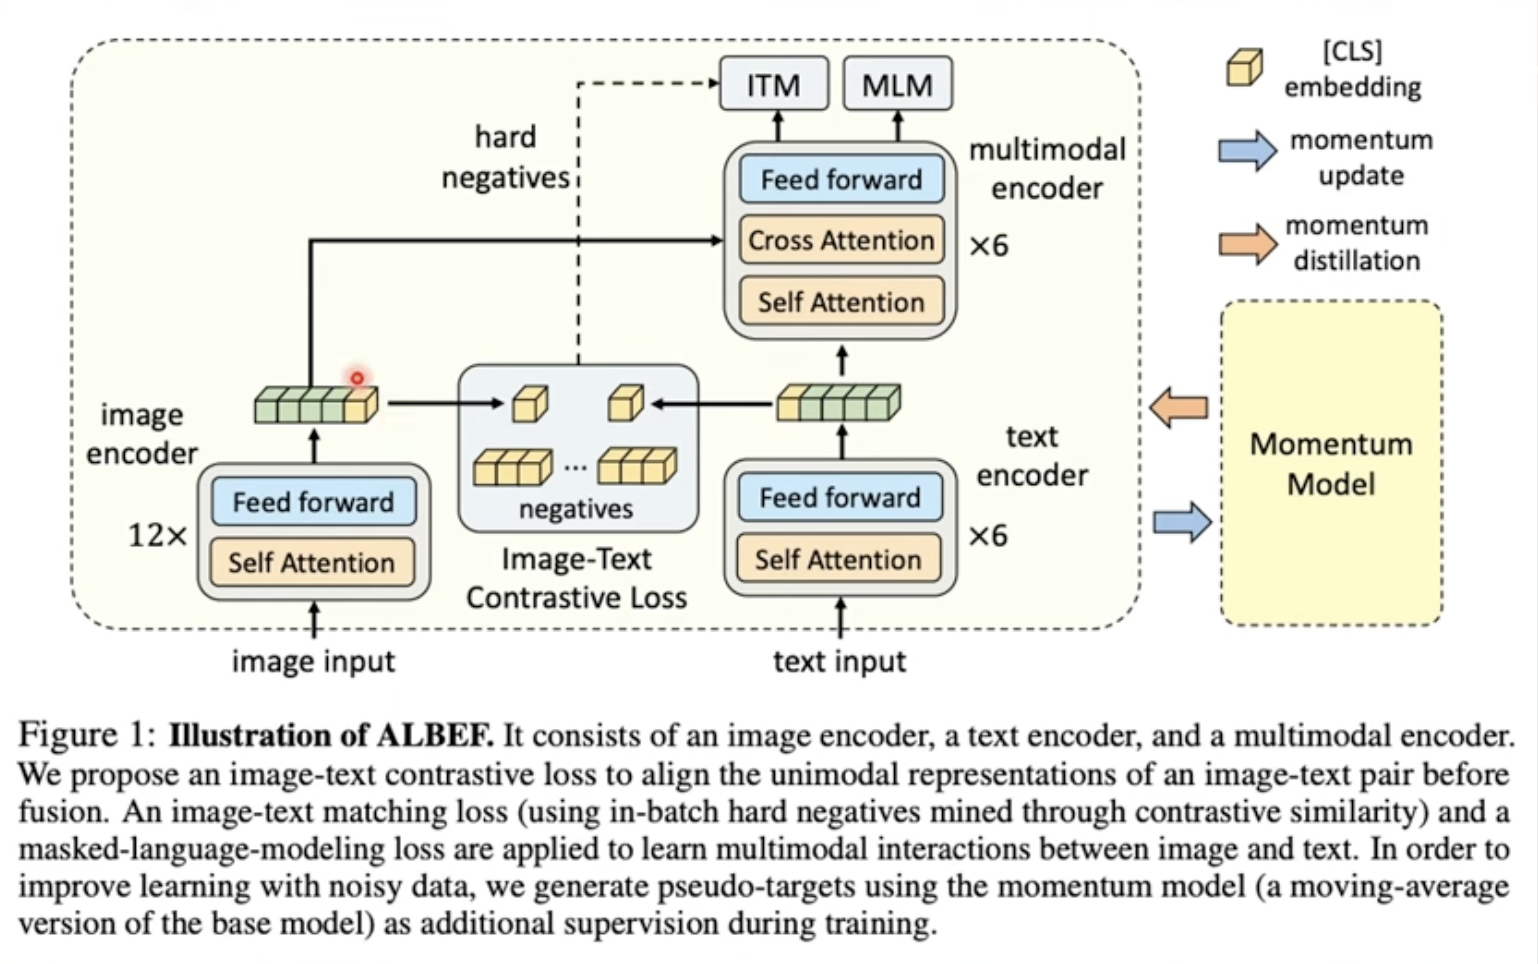 ITM
MLM
[CLS]
embedding
hard
negatives
multimodal
encoder
momentum
update
Feed forward
Cross Attention
×6
momentum
distillation
Self Attention
image
encoder
text
encoder
Momentum
Model
...
negatives
Feed forward
Feed forward
12×
Self Attention
Image-Text
Contrastive Loss
Self Attention
×6
image input
text input
Figure 1: Illustration of ALBEF. It consists of an image encoder, a text encoder, and a multimodal encoder.
We propose an image-text contrastive loss to align the unimodal representations of an image-text pair before
fusion. An image-text matching loss (using in-batch hard negatives mined through contrastive similarity) and a
masked-language-modeling loss are applied to learn multimodal interactions between image and text. In order to
improve learning with noisy data, we generate pseudo-targets using the momentum model (a moving-average
version of the base model) as additional supervision during training.